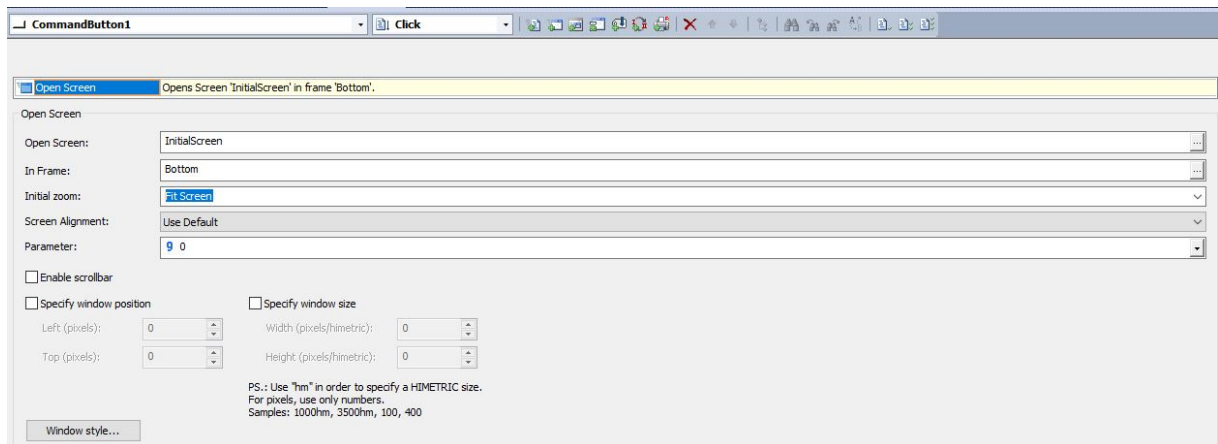 CommandButton1 Click
Open Screen Opens Screen 'InitialScreen' in frame 'Bottom'.
Open Screen
Open Screen: InitialScreen ...
In Frame: Bottom ...
Initial zoom: Fit Screen
Screen Alignment: Use Default
Parameter: 9 0
Enable scrollbar
Specify window position Specify window size
Left (pixels): 0 Width (pixels/himetric): 0
Top (pixels): 0 Height (pixels/himetric): 0
PS.: Use "hm" in order to specify a HIMETRIC size.
For pixels, use only numbers.
Samples: 1000hm, 3500hm, 100, 400
Window style...